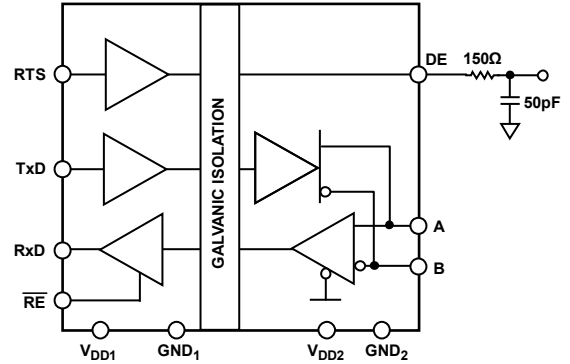 RTS
DE
150Ω
50pF
TxD
GALVANIC ISOLATION
A
RxD
B
RE
VDD1
GND1
VDD2
GND2